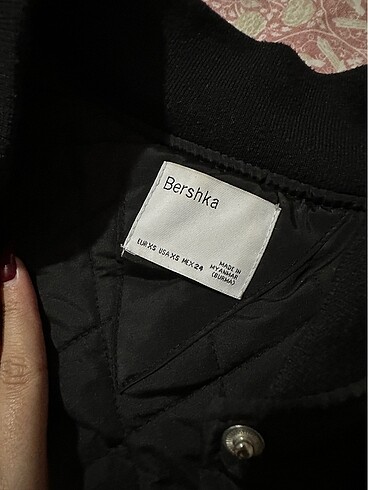 Bershka
EUR XS USA XS MEX 24
MADE IN
MYANMAR
(BURMA)